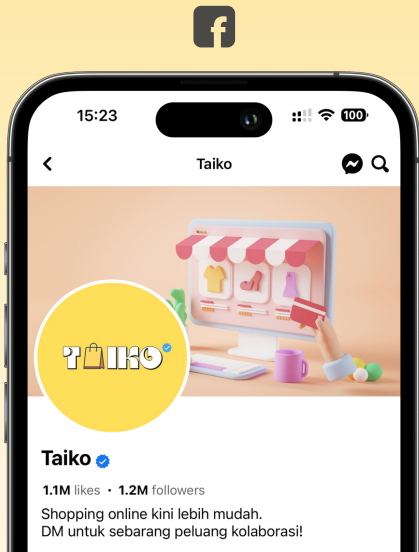 15:23
100
Taiko
TAIKO
Taiko
1.1M likes • 1.2M followers
Shopping online kini lebih mudah.
DM untuk sebarang peluang kolaborasi!